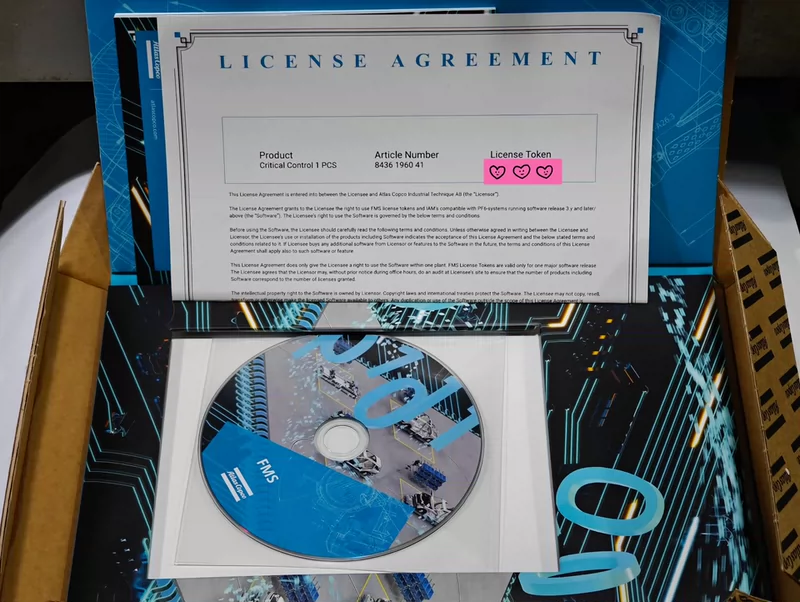 LICENSE AGREEMENT
Product Article Number License Token
Critical Control 1 PCS 8436 1960 41
This License Agreement is entered into between the Licensee and Atlas Copco Industrial Technique AB (the "Licensor").
The License Agreement grants to the Licensee the right to use FMS license tokens and IAM's compatible with PF6-systems running software release 3.y and later/
above (the "Software"). The Licensee's right to use the Software is governed by the below terms and conditions.
Before using the Software, the Licensee should carefully read the following terms and conditions. Unless otherwise agreed in writing between the Licensee and
Licensor, the Licensee's use or installation of the products including Software indicates the acceptance of this License Agreement and the below stated terms and
conditions related to it. If Licensee buys any additional software from Licensor or features to the Software in the future, the terms and conditions of this License
Agreement shall apply also to such software or feature.
This License Agreement does only give the Licensee a right to use the Software within one plant. FMS License Tokens are valid only for one major software release.
The Licensee agrees that the Licensor may, without prior notice during office hours, do an audit at Licensee's site to ensure that the number of products including
Software correspond to the number of licenses granted.
The intellectual property right to the Software is owned by Licensor. Copyright laws and international treaties protect the Software. The Licensee may not copy, resell,
Atlas Copco
atlascopco.com
FMS
Atlas Copco